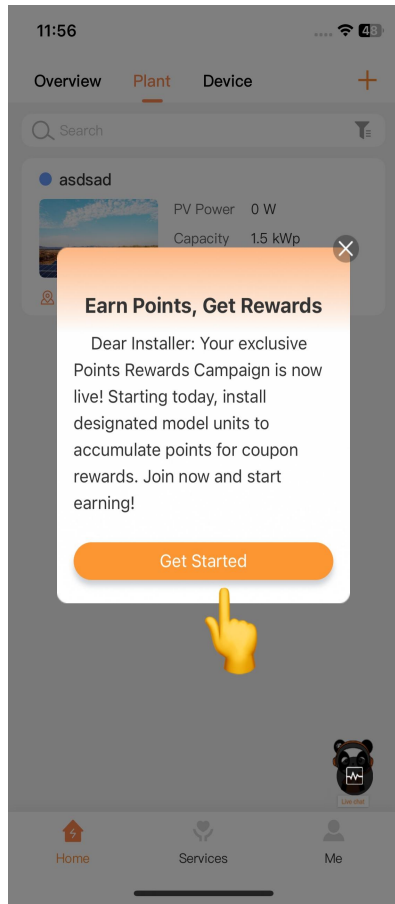 11:56
48
Overview Plant Device
Search
asdsad
PV Power 0 W
Capacity 1.5 kWp
Earn Points, Get Rewards
Dear Installer: Your exclusive
Points Rewards Campaign is now
live! Starting today, install
designated model units to
accumulate points for coupon
rewards. Join now and start
earning!
Get Started
Live chat
Home Services Me